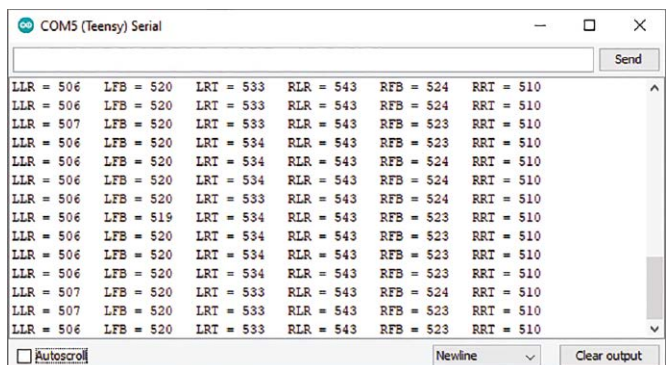 COM5 (Teensy) Serial
Send
LLR = 506 LFB = 520 LRT = 533 RLR = 543 RFB = 524 RRT = 510
LLR = 506 LFB = 520 LRT = 533 RLR = 543 RFB = 524 RRT = 510
LLR = 507 LFB = 520 LRT = 533 RLR = 543 RFB = 523 RRT = 510
LLR = 506 LFB = 520 LRT = 534 RLR = 543 RFB = 523 RRT = 510
LLR = 506 LFB = 520 LRT = 534 RLR = 543 RFB = 524 RRT = 510
LLR = 506 LFB = 520 LRT = 534 RLR = 543 RFB = 524 RRT = 510
LLR = 506 LFB = 520 LRT = 533 RLR = 543 RFB = 524 RRT = 510
LLR = 506 LFB = 519 LRT = 534 RLR = 543 RFB = 523 RRT = 510
LLR = 506 LFB = 520 LRT = 534 RLR = 543 RFB = 523 RRT = 510
LLR = 506 LFB = 520 LRT = 534 RLR = 543 RFB = 523 RRT = 510
LLR = 506 LFB = 520 LRT = 534 RLR = 543 RFB = 523 RRT = 510
LLR = 507 LFB = 520 LRT = 533 RLR = 543 RFB = 524 RRT = 510
LLR = 507 LFB = 520 LRT = 533 RLR = 543 RFB = 523 RRT = 510
LLR = 506 LFB = 520 LRT = 533 RLR = 543 RFB = 523 RRT = 510
Autoscroll Newline Clear output